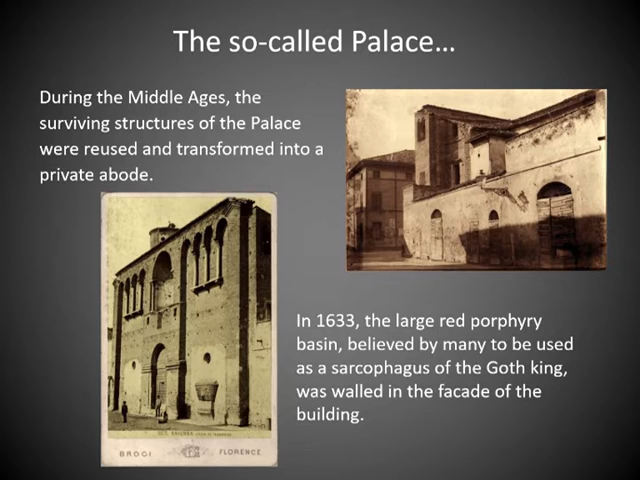 The so-called Palace…
During the Middle Ages, the
surviving structures of the Palace
were reused and transformed into a
private abode.
In 1633, the large red porphyry
basin, believed by many to be used
as a sarcophagus of the Goth king,
was walled in the facade of the
building.
RAVENNA
BROGI FLORENCE